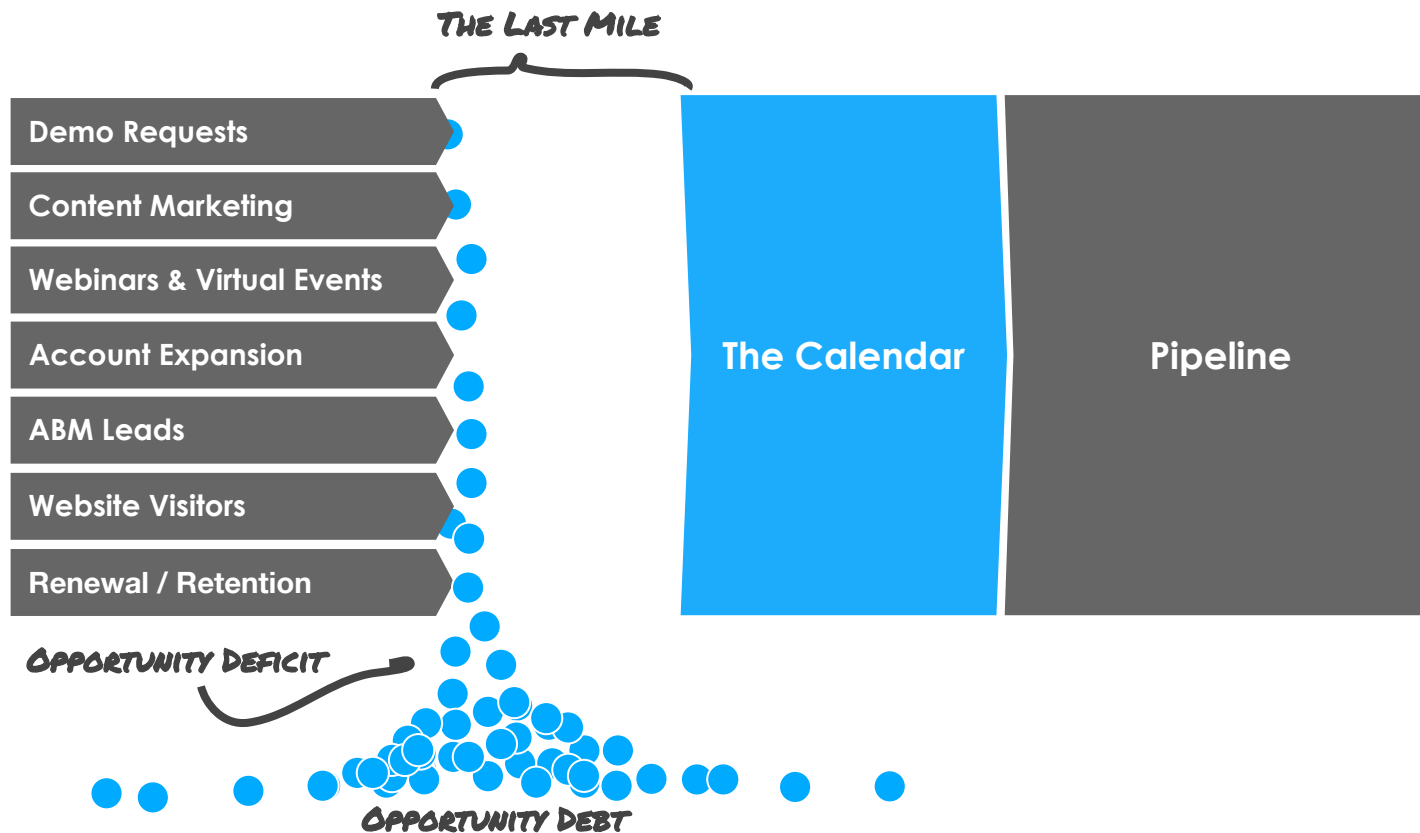 The Last Mile
Demo Requests
Content Marketing
Webinars & Virtual Events
Account Expansion
ABM Leads
Website Visitors
Renewal / Retention
The Calendar
Pipeline
Opportunity Deficit
Opportunity Debt